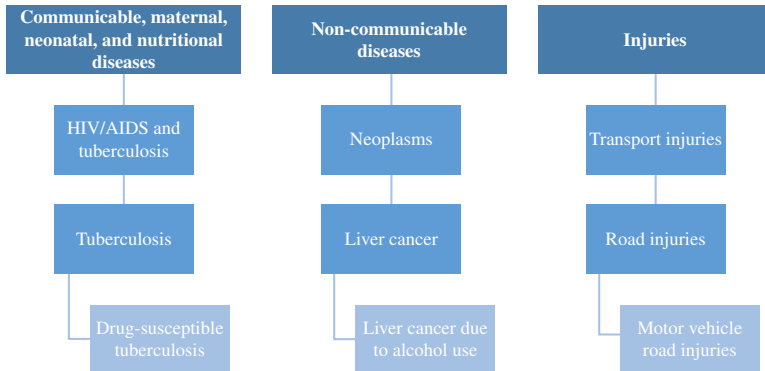 Communicable, maternal,
neonatal, and nutritional
diseases
HIV/AIDS and
tuberculosis
Tuberculosis
Drug-susceptible
tuberculosis
Non-communicable
diseases
Neoplasms
Liver cancer
Liver cancer due
to alcohol use
Injuries
Transport injuries
Road injuries
Motor vehicle
road injuries